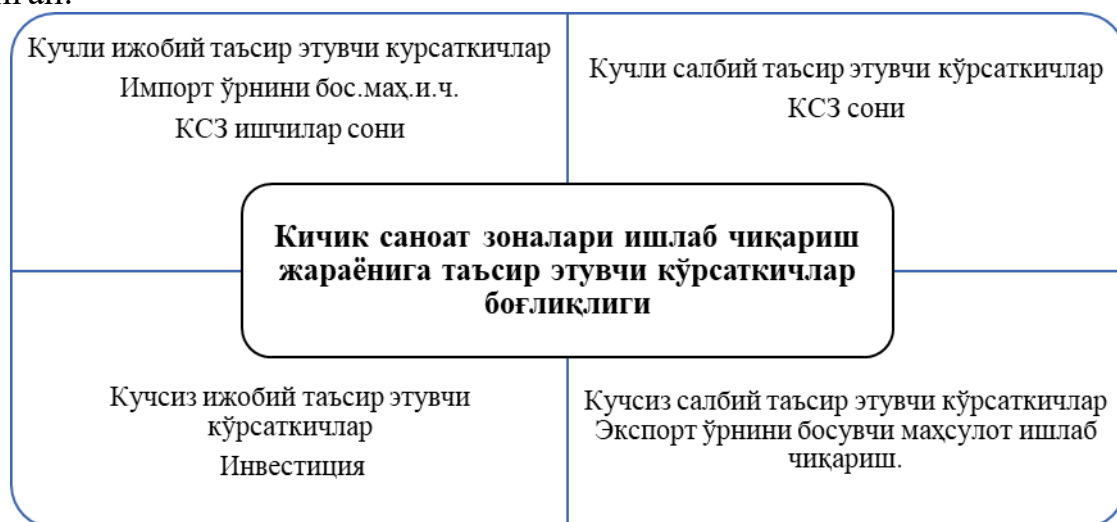 Кучли ижобий таъсир этувчи курсаткичлар
Импорт ўрнини бос.маҳ.и.ч.
КСЗ ишчилар сони
Кучли салбий таъсир этувчи кўрсаткичлар
КСЗ сони
Кичик саноат зоналари ишлаб чиқариш
жараёнига таъсир этувчи кўрсаткичлар
боғлиқлиги
Кучсиз ижобий таъсир этувчи
кўрсаткичлар
Инвестиция
Кучсиз салбий таъсир этувчи кўрсаткичлар
Экспорт ўрнини босувчи маҳсулот ишлаб
чиқариш.